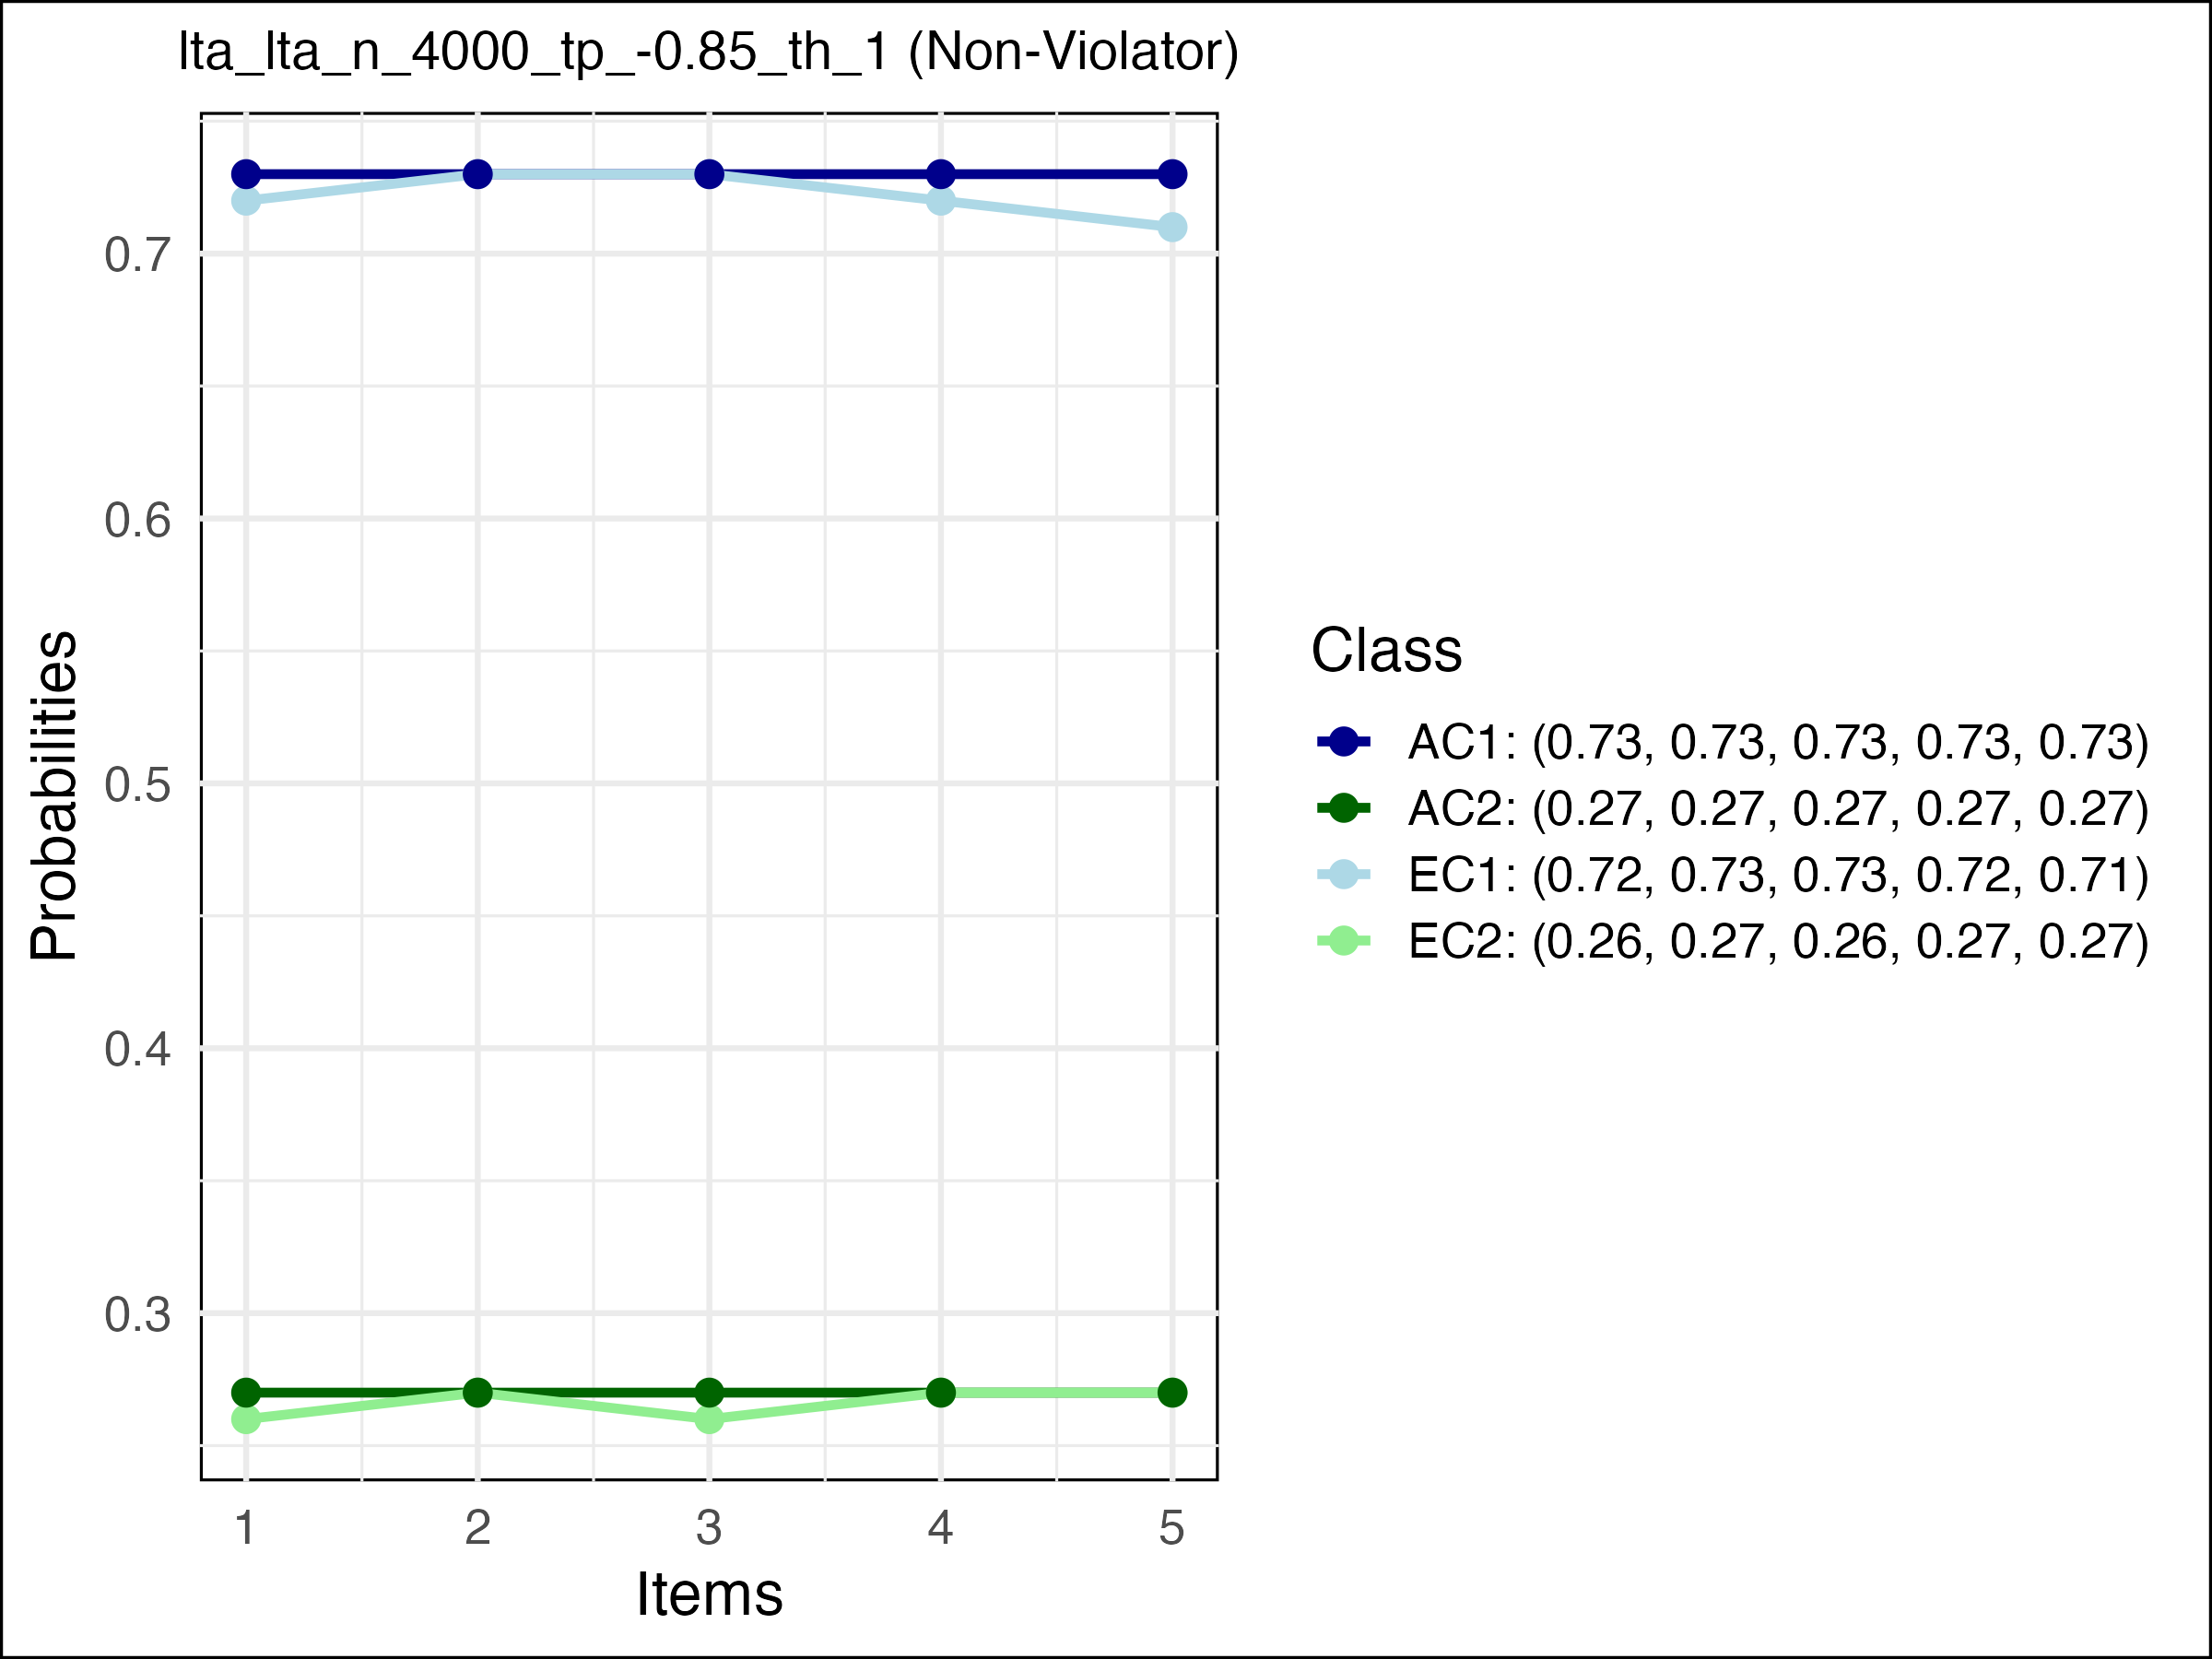 lta_lta_n_4000_tp_-0.85_th_1 (Non-Violator)
Probabilities
0.7
0.6
0.5
0.4
0.3
1 2 3 4 5
Items
Class
AC1: (0.73, 0.73, 0.73, 0.73, 0.73)
AC2: (0.27, 0.27, 0.27, 0.27, 0.27)
EC1: (0.72, 0.73, 0.73, 0.72, 0.71)
EC2: (0.26, 0.27, 0.26, 0.27, 0.27)